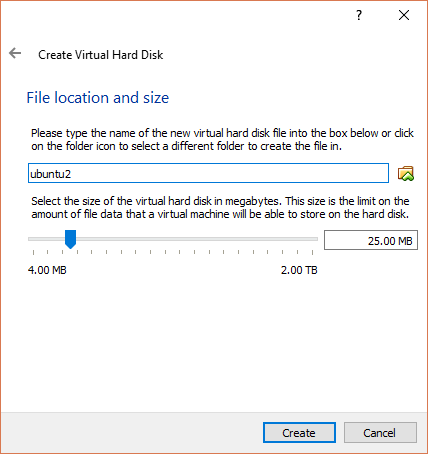 ?
Create Virtual Hard Disk
File location and size
Please type the name of the new virtual hard disk file into the box below or click
on the folder icon to select a different folder to create the file in.
ubuntu2
Select the size of the virtual hard disk in megabytes. This size is the limit on the
amount of file data that a virtual machine will be able to store on the hard disk.
25.00 MB
4.00 MB 2.00 TB
Create Cancel